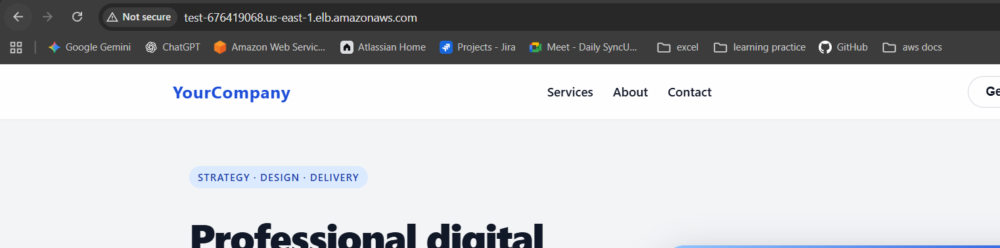 Not secure test-676419068.us-east-1.elb.amazonaws.com
Google Gemini ChatGPT Amazon Web Servic... Atlassian Home Projects - Jira Meet - Daily SyncU... excel learning practice GitHub aws docs
YourCompany Services About Contact Ge
STRATEGY · DESIGN · DELIVERY
Professional digital